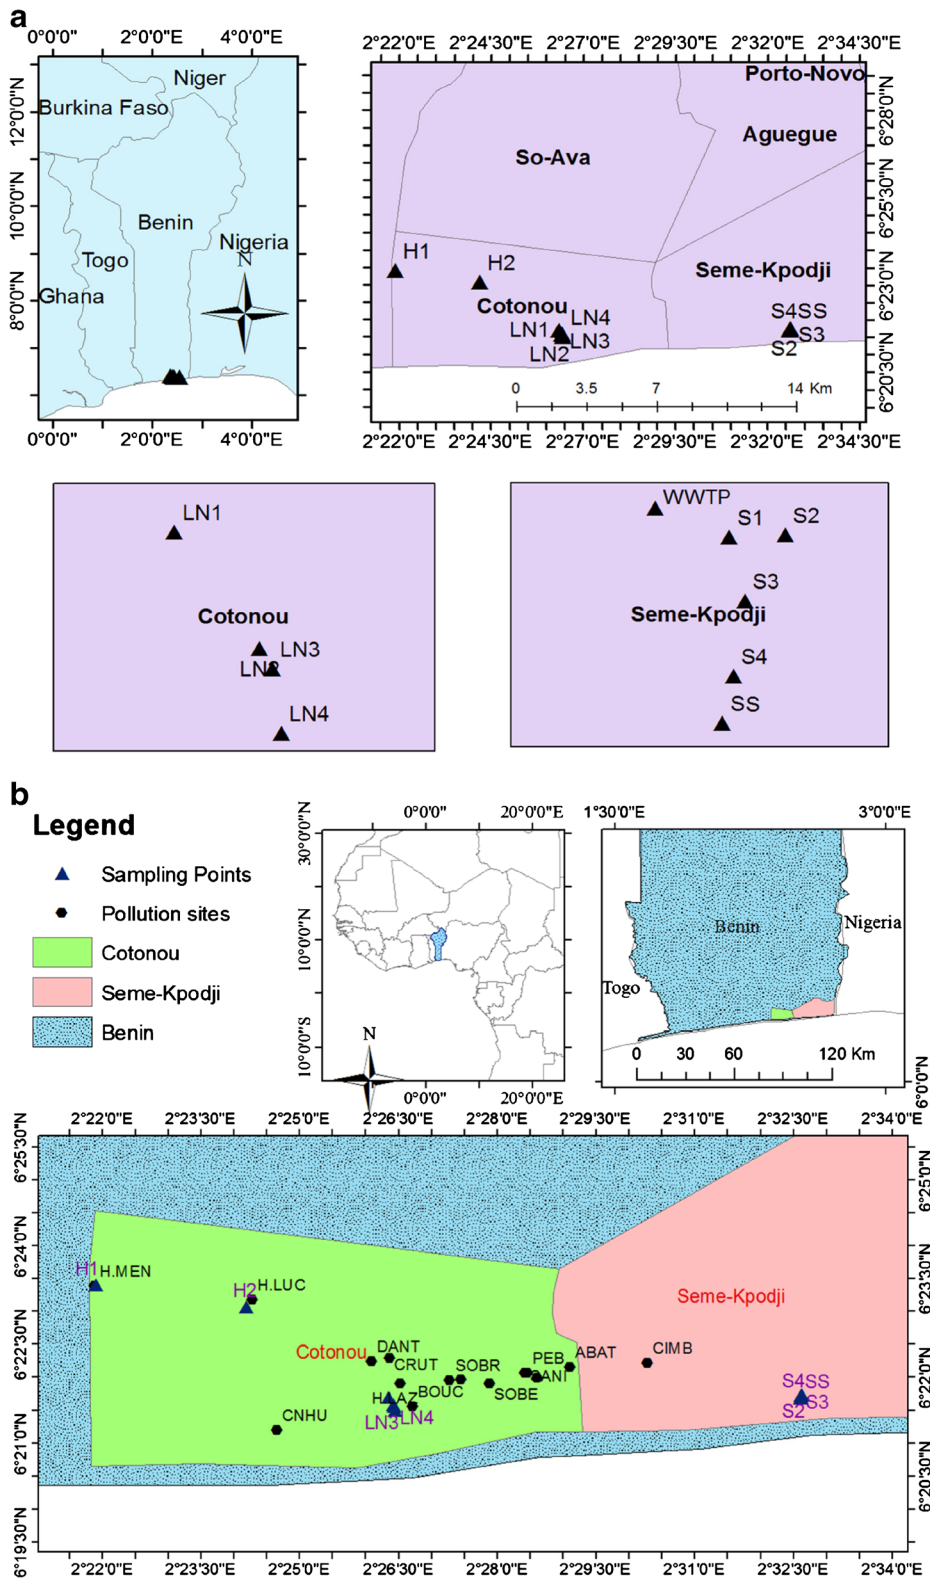 a
0°0'0" 2°0'0"E 4°0'0"E
12°0'0"N
10°0'0"N
8°0'0"N
Niger
Burkina Faso
Benin
Nigeria
Togo
Ghana
N
0°0'0" 2°0'0"E 4°0'0"E
2°22'0"E 2°24'30"E 2°27'0"E 2°29'30"E 2°32'0"E 2°34'30"E
Porto-Novo
Aguegue
So-Ava
H1
H2
Seme-Kpodji
Cotonou
LN4
LN1
LN3
LN2
S4SS
S3
S2
0 3.5 7 14 Km
6°28'0"N
6°25'30"N
6°23'0"N
6°20'30"N
2°22'0"E 2°24'30"E 2°27'0"E 2°29'30"E 2°32'0"E 2°34'30"E
LN1
Cotonou
LN3
LN2
LN4
WWTP
S1
S2
S3
Seme-Kpodji
S4
SS
b
Legend
Sampling Points
Pollution sites
Cotonou
Seme-Kpodji
Benin
0°0'0" 20°0'0"E
30°0'0"N
10°0'0"N
10°0'0"S
N
0°0'0"E 20°0'0"E
1°30'0"E 3°0'0"E
Benin
Nigeria
Togo
0 30 60 120 Km
6°0'0"N
2°22'0"E 2°23'30"E 2°25'0"E 2°26'30"E 2°28'0"E 2°29'30"E 2°31'0"E 2°32'30"E 2°34'0"E
6°25'30"N
6°24'0"N
6°22'30"N
6°21'0"N
6°19'30"N
H1
H.MEN
H2
H.LUC
Seme-Kpodji
Cotonou
DANT
CRUT
SOBR
PEB
ABAT
CIMB
BOUC
SOBE
CNHU
LN3
LN4
S4SS
S3
S2
6°25'0"N
6°23'30"N
6°22'0"N
6°20'30"N
2°22'0"E 2°23'30"E 2°25'0"E 2°26'30"E 2°28'0"E 2°29'30"E 2°31'0"E 2°32'30"E 2°34'0"E